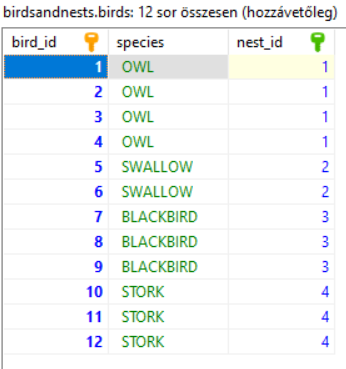 birdsandnests.birds: 12 sor összesen (hozzávetőleg)
bird_id species nest_id
1 OWL 1
2 OWL 1
3 OWL 1
4 OWL 1
5 SWALLOW 2
6 SWALLOW 2
7 BLACKBIRD 3
8 BLACKBIRD 3
9 BLACKBIRD 3
10 STORK 4
11 STORK 4
12 STORK 4